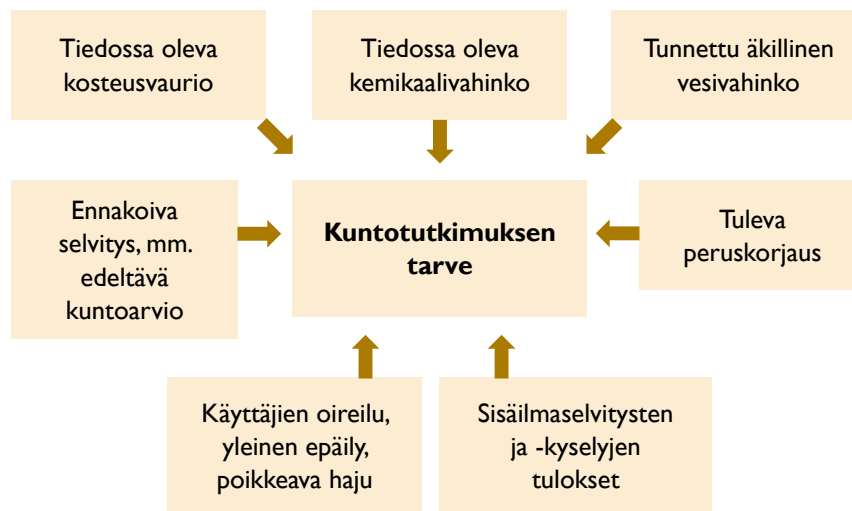 Tiedossa oleva
kosteusvaurio
Tiedossa oleva
kemikaalivahinko
Tunnettu äkillinen
vesivahinko
Ennakoiva
selvitys, mm.
edeltävä
kuntoarvio
Kuntotutkimuksen
tarve
Tuleva
peruskorjaus
Käyttäjien oireilu,
yleinen epäily,
poikkeava haju
Sisäilmaselvitysten
ja -kyselyjen
tulokset